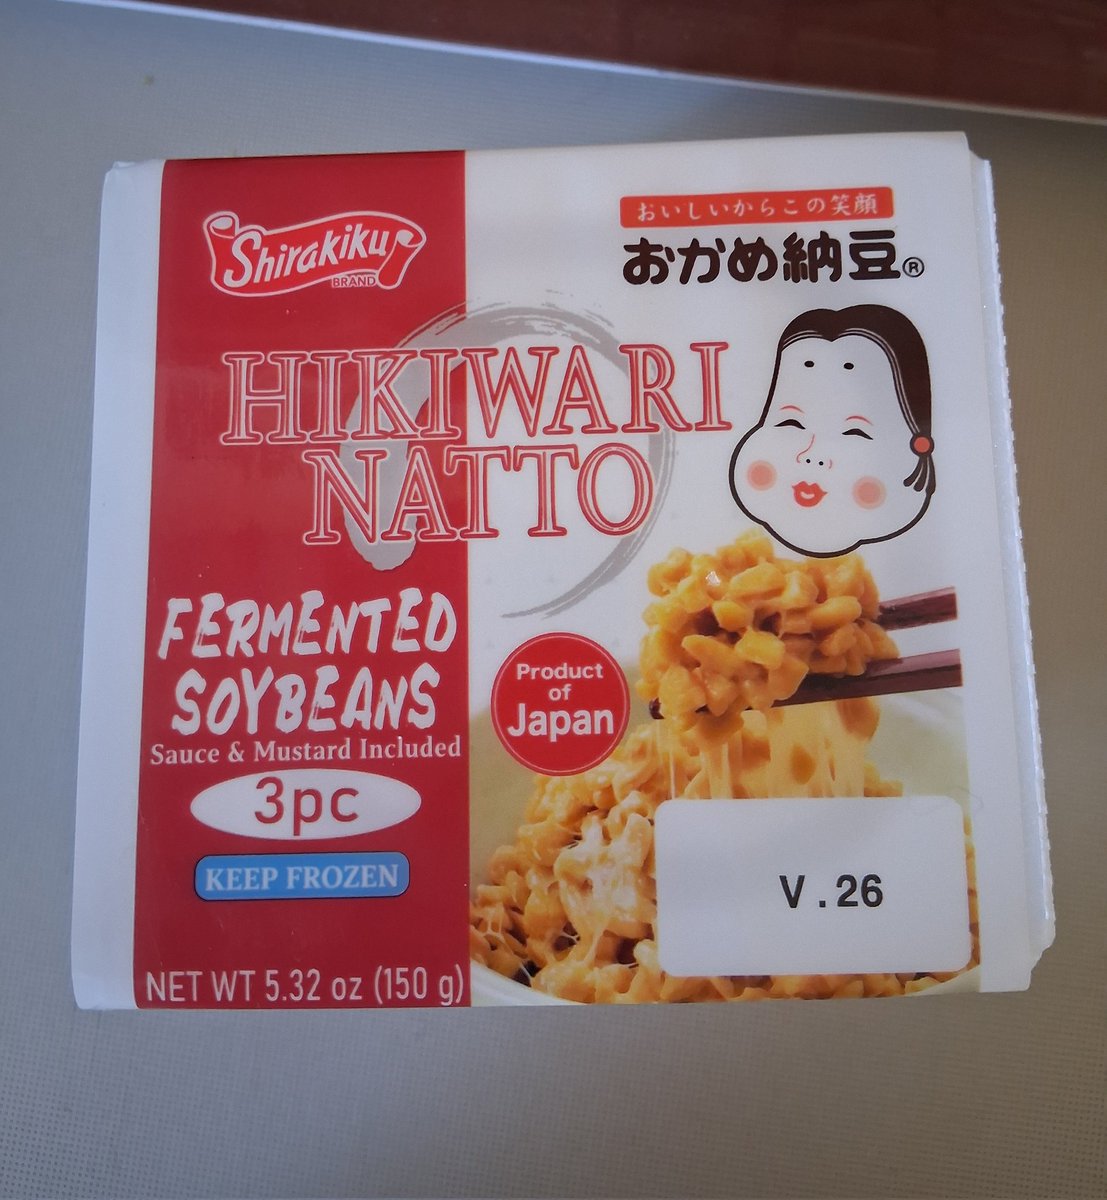 Shirakiku
BRAND
おいしいからこの笑顔
おかめ納豆®
HIKIWARI
NATTO
FERMENTED
SOYBEANS
Sauce & Mustard Included
3pc
KEEP FROZEN
NET WT 5.32 oz (150 g)
Product
of
Japan
V.26